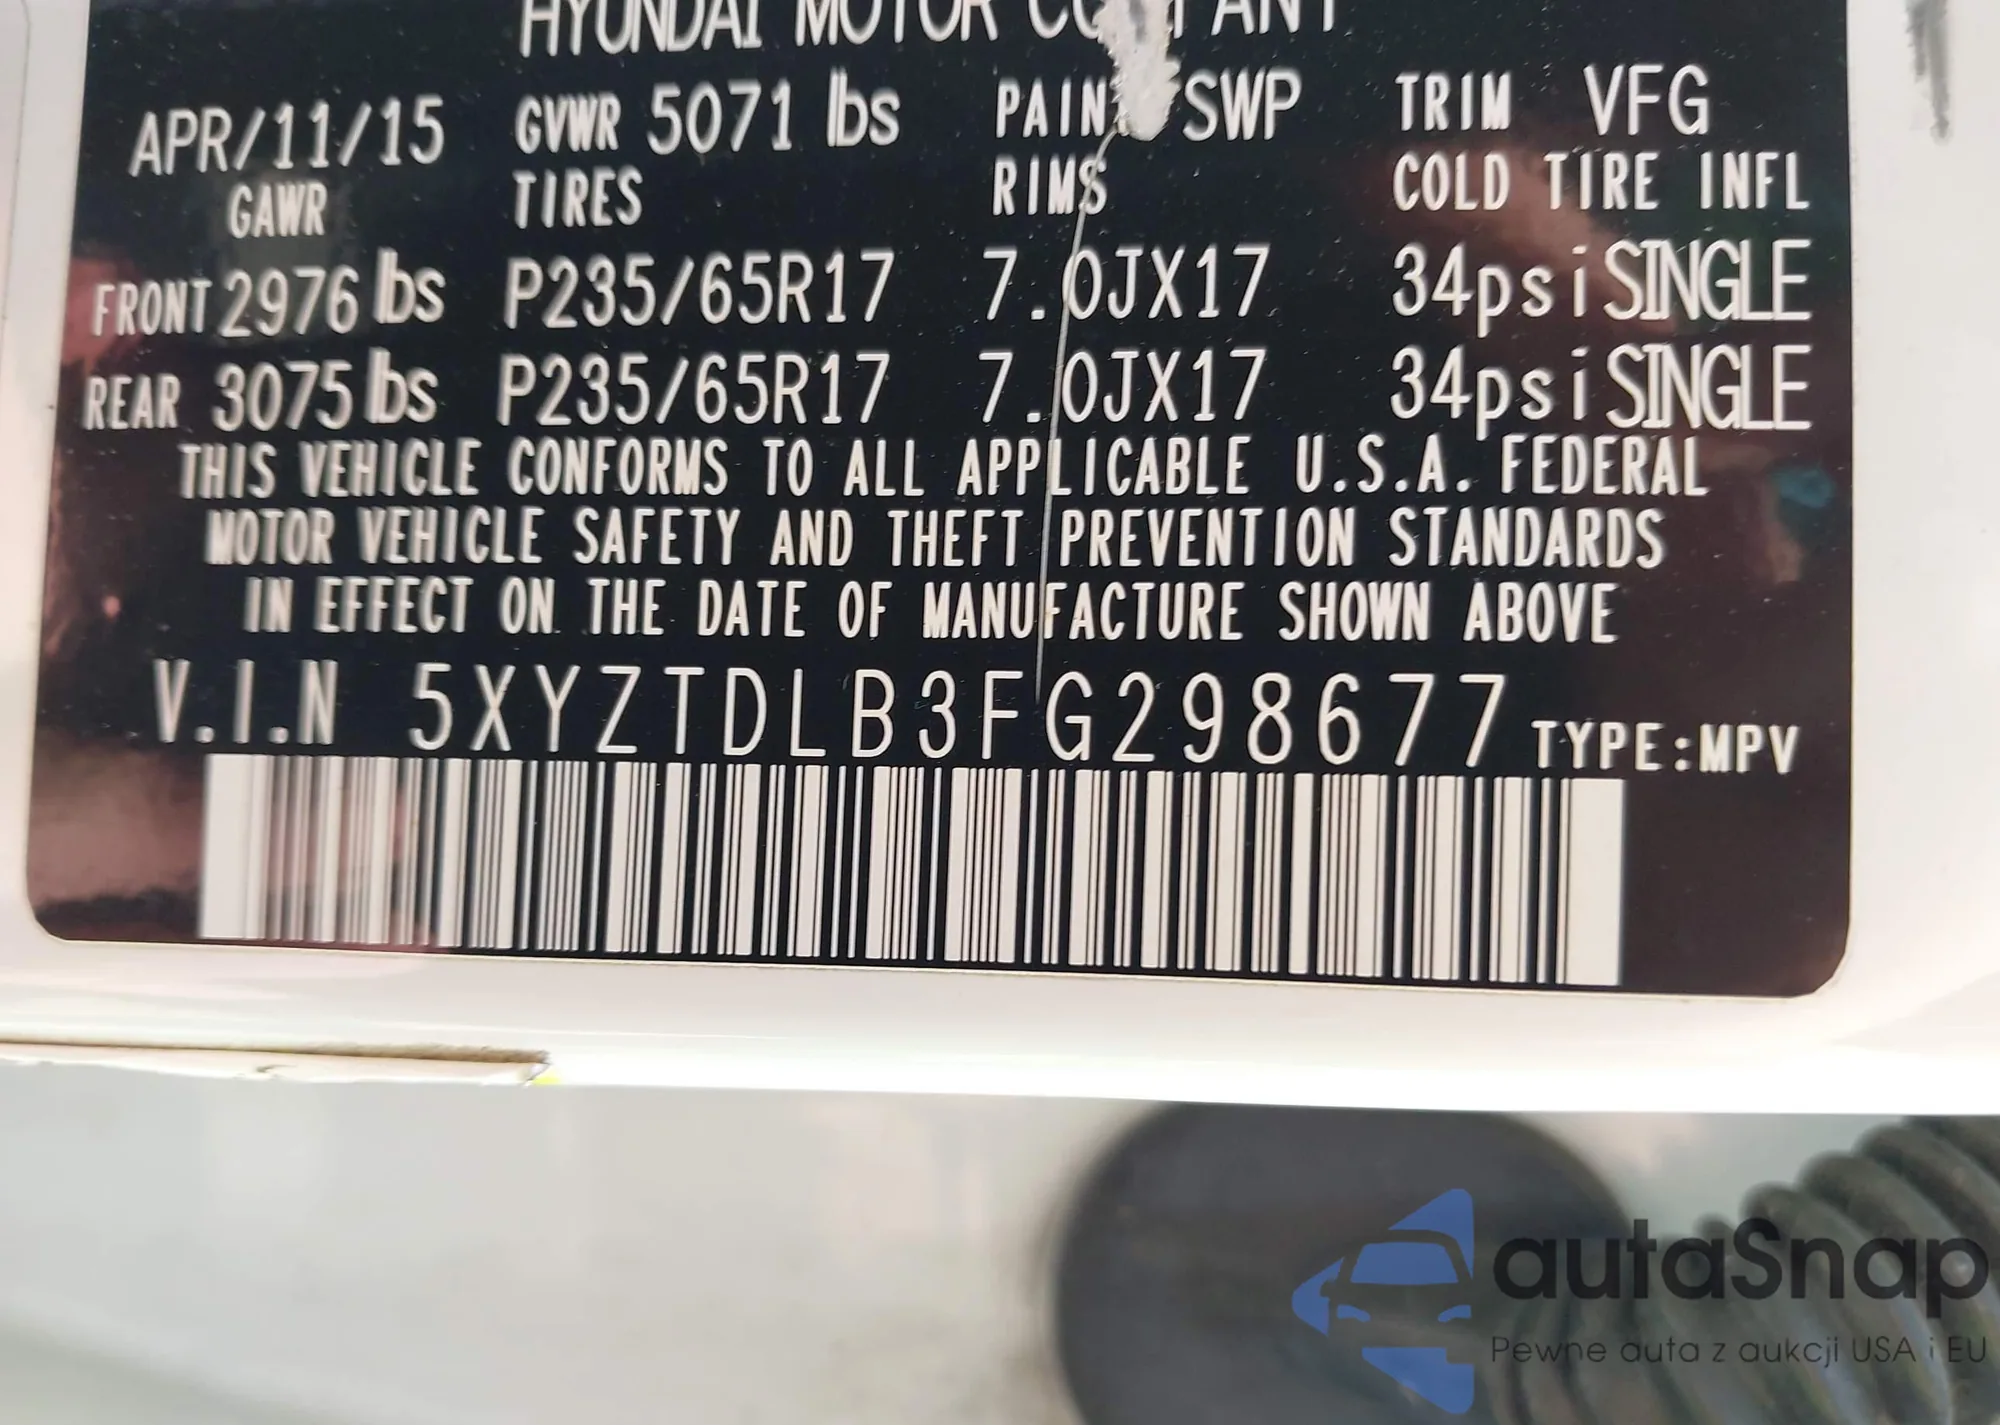 HYUNDAI MOTOR COMPANY
APR/11/15 GVWR 5071 lbs PAINT SWP TRIM VFG
GAWR TIRES RIMS COLD TIRE INFL
FRONT 2976 lbs P235/65R17 7.0JX17 34psi SINGLE
REAR 3075 lbs P235/65R17 7.0JX17 34psi SINGLE
THIS VEHICLE CONFORMS TO ALL APPLICABLE U.S.A. FEDERAL
MOTOR VEHICLE SAFETY AND THEFT PREVENTION STANDARDS
IN EFFECT ON THE DATE OF MANUFACTURE SHOWN ABOVE
V.I.N 5XYZTDLB3FG298677 TYPE:MPV
autaSnap
Pewne auta z aukcji USA i EU